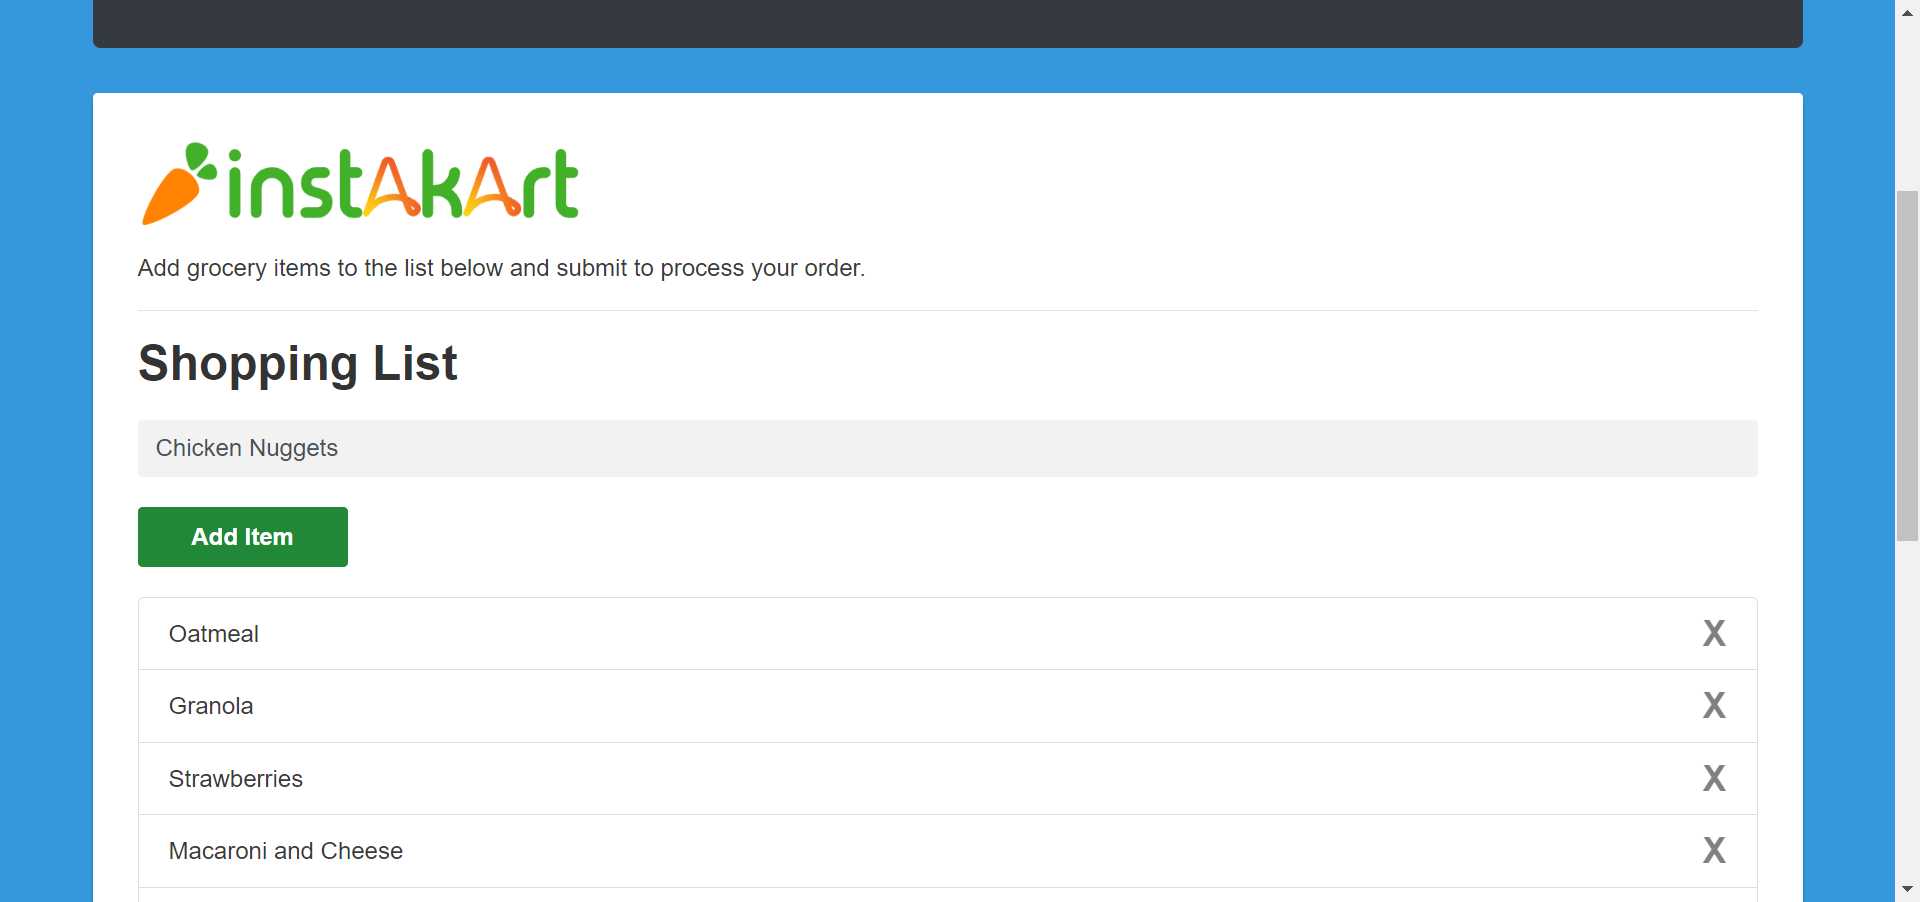 instAkArt
Add grocery items to the list below and submit to process your order.
Shopping List
Chicken Nuggets
Add Item
Oatmeal X
Granola X
Strawberries X
Macaroni and Cheese X